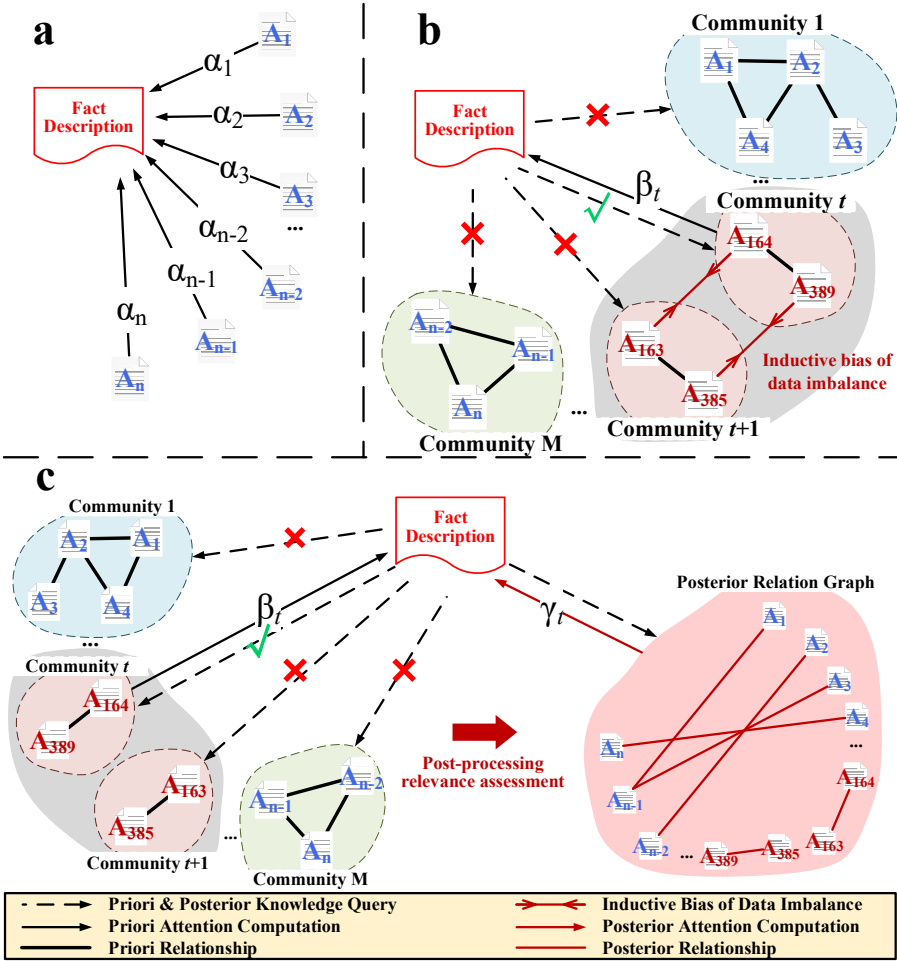 a
A1
α1
Fact
Description
α2
A2
α3
A3
...
αn-2
An-2
αn-1
An-1
αn
An
b
Community 1
A1
A2
A4
A3
...
Fact
Description
βt
Community t
A164
A389
A163
A385
Inductive bias of
data imbalance
Community t+1
...
An-2
An-1
An
Community M
c
Community 1
A2
A1
A3
A4
...
Fact
Description
βt
γt
Community t
A164
A389
A163
A385
Community t+1
...
An-1
An-2
An
Community M
Post-processing
relevance assessment
Posterior Relation Graph
A1
A2
A3
A4
...
A164
A163
A385
A389
...
An-2
An-1
An
Priori & Posterior Knowledge Query
Priori Attention Computation
Priori Relationship
Inductive Bias of Data Imbalance
Posterior Attention Computation
Posterior Relationship